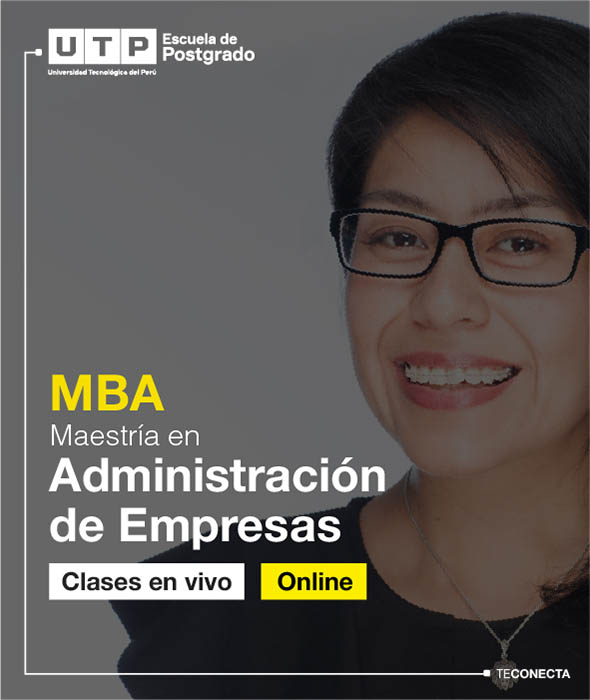 UTP
Universidad Tecnológica del Perú
Escuela de
Postgrado
MBA
Maestría en
Administración
de Empresas
Clases en vivo
Online
TECONECTA